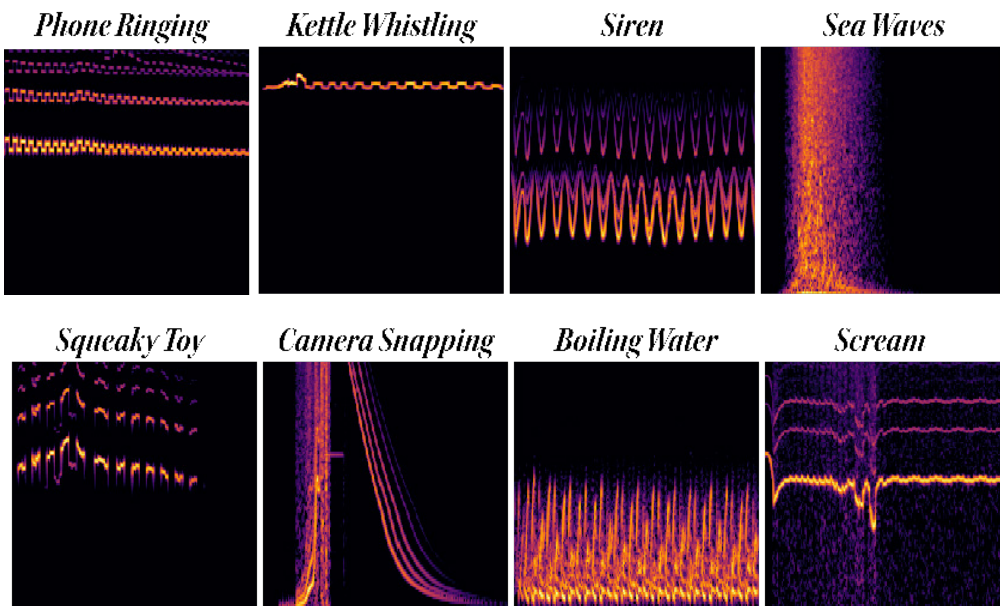 Phone Ringing
Kettle Whistling
Siren
Sea Waves
Squeaky Toy
Camera Snapping
Boiling Water
Scream